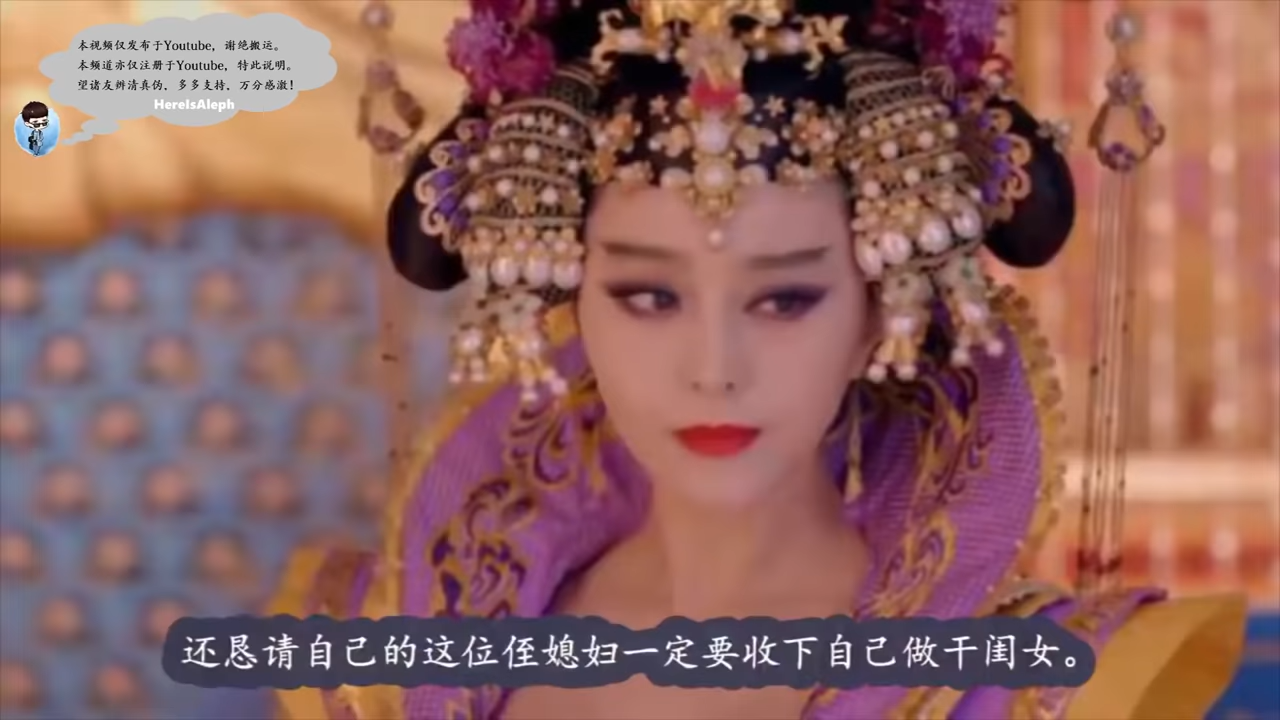 本视频仅发布于Youtube，谢绝搬运。
本频道亦仅注册于Youtube，特此说明。
望诸友辨清真伪，多多支持，万分感激！
HereIsAleph
还恳请自己的这位侄媳妇一定要收下自己做干闺女。